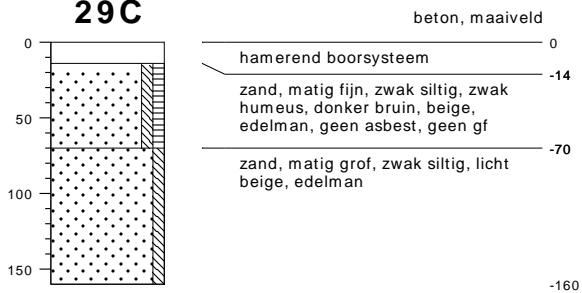 29C
beton, maaiveld
0
0
hamerend boorsysteem
-14
zand, matig fijn, zwak siltig, zwak
humeus, donker bruin, beige,
edelman, geen asbest, geen gf
50
-70
zand, matig grof, zwak siltig, licht
beige, edelman
100
150
-160